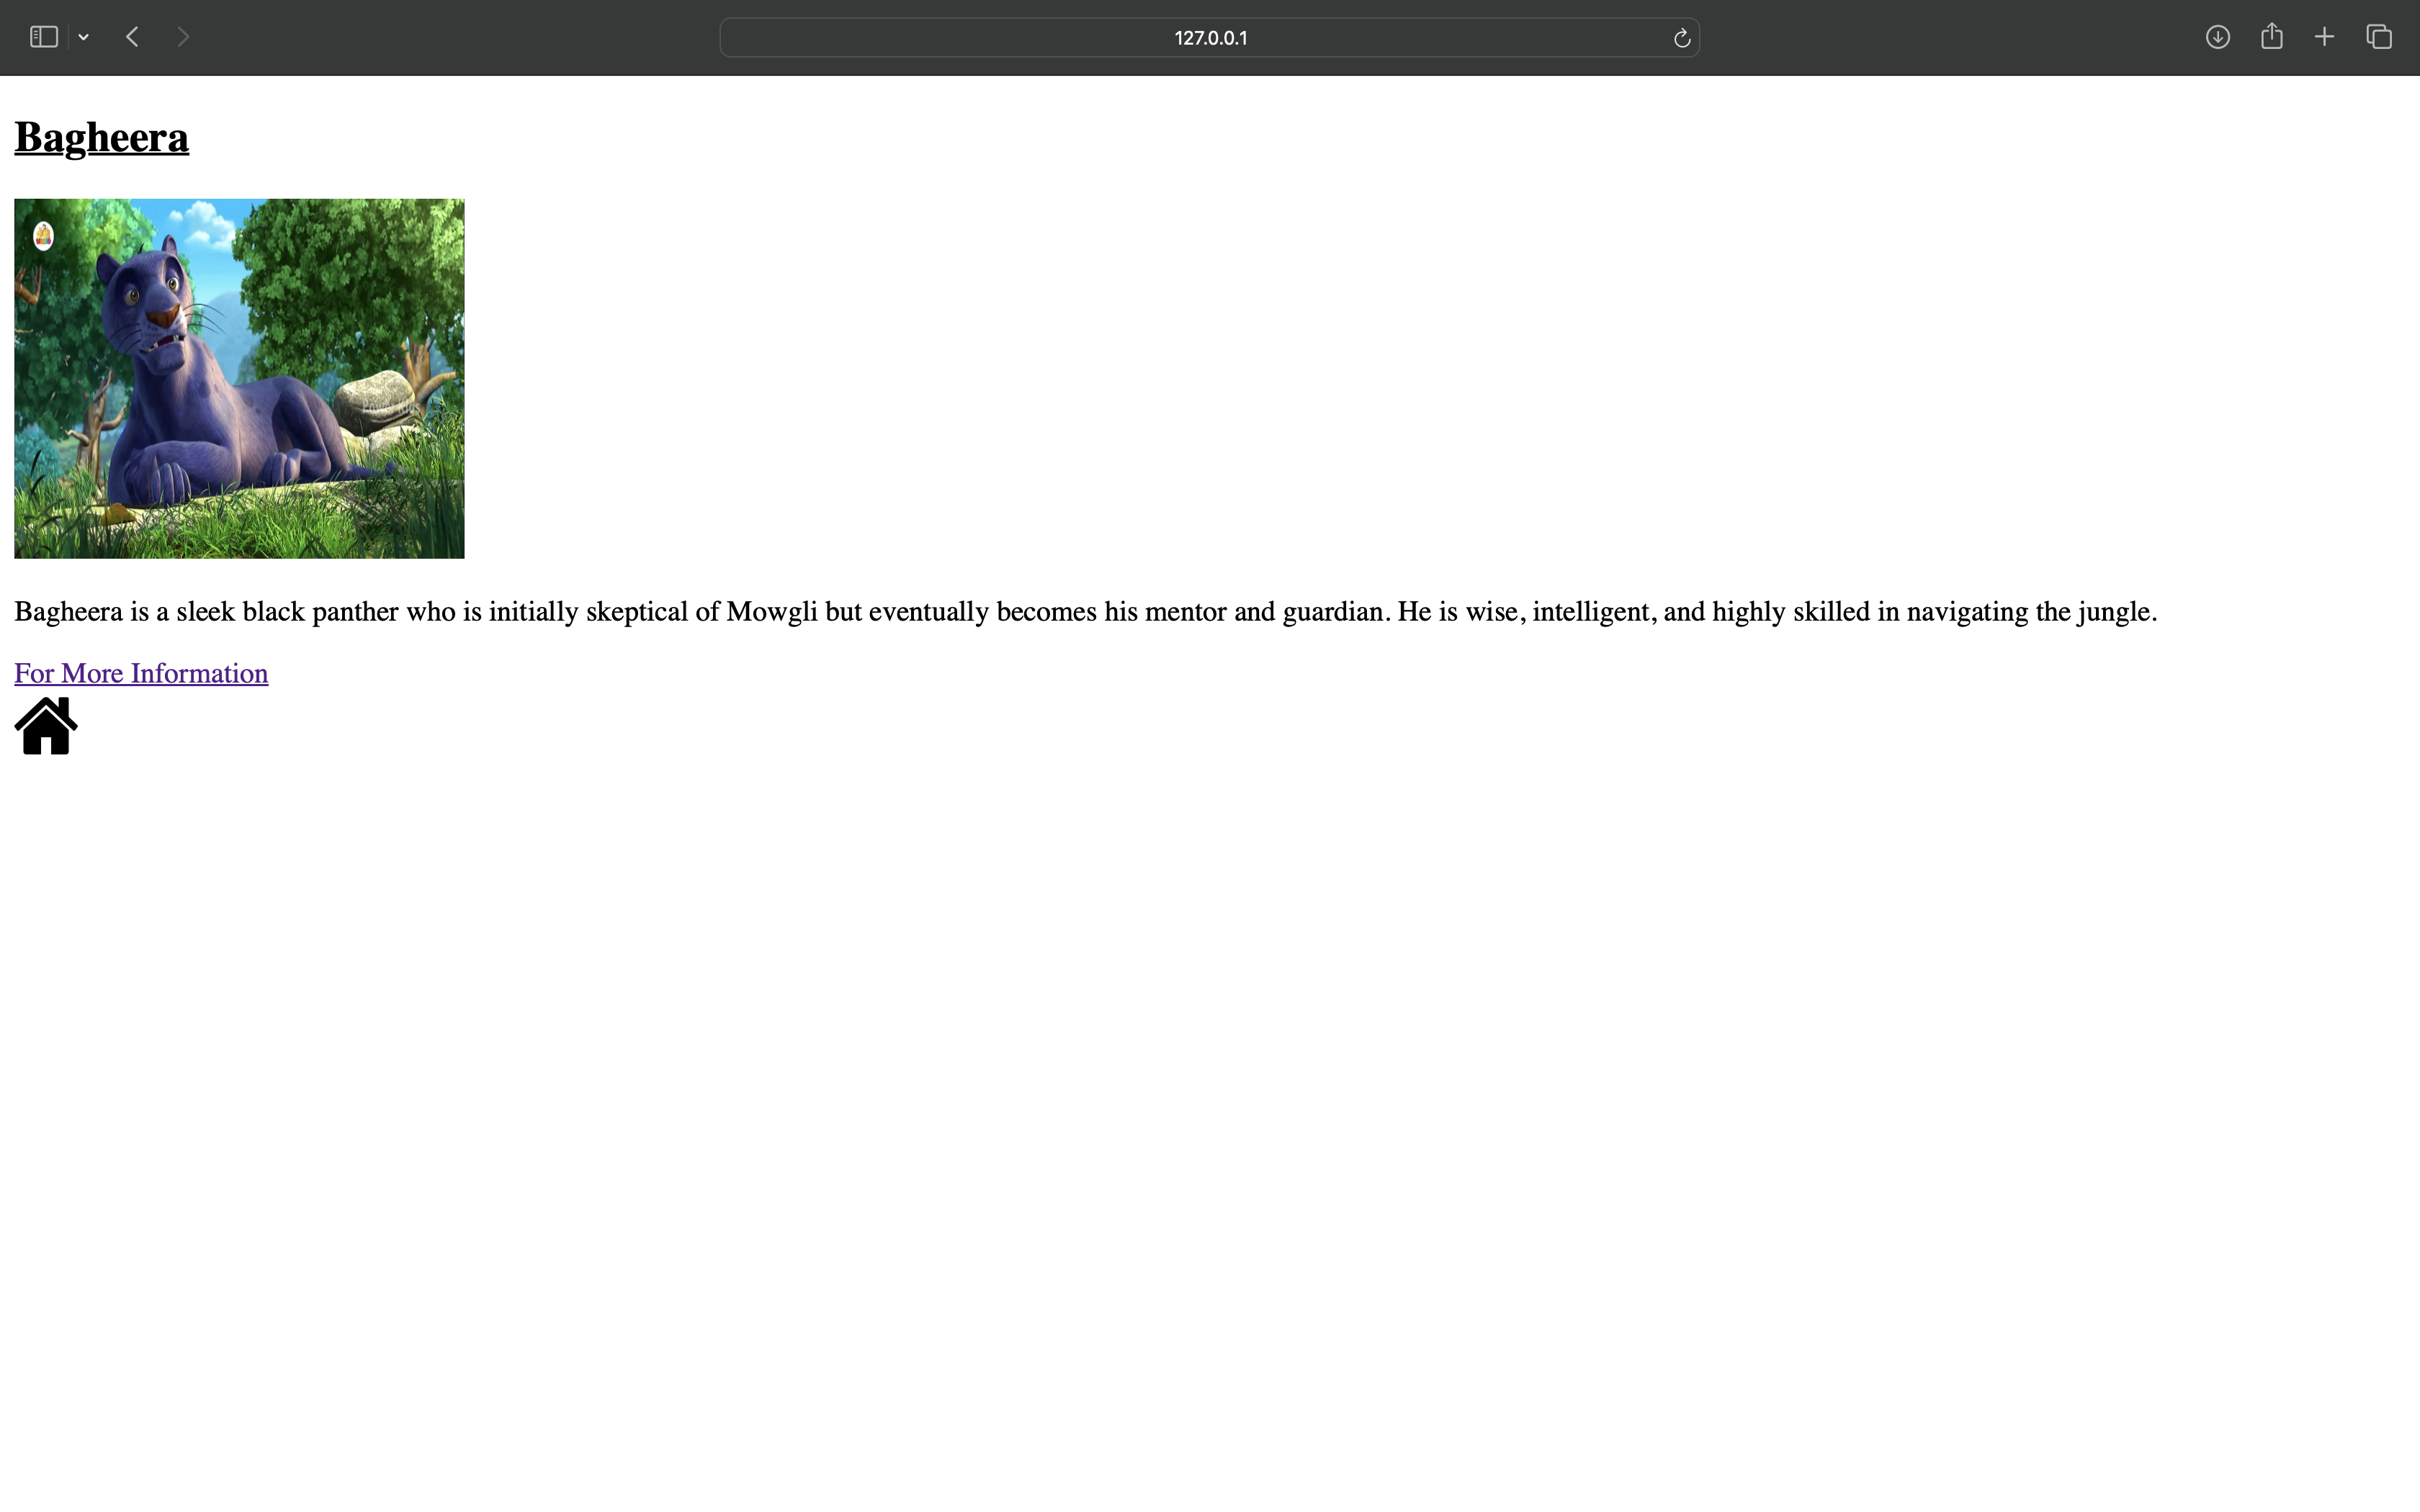 127.0.0.1
Bagheera
Bagheera is a sleek black panther who is initially skeptical of Mowgli but eventually becomes his mentor and guardian. He is wise, intelligent, and highly skilled in navigating the jungle.
For More Information